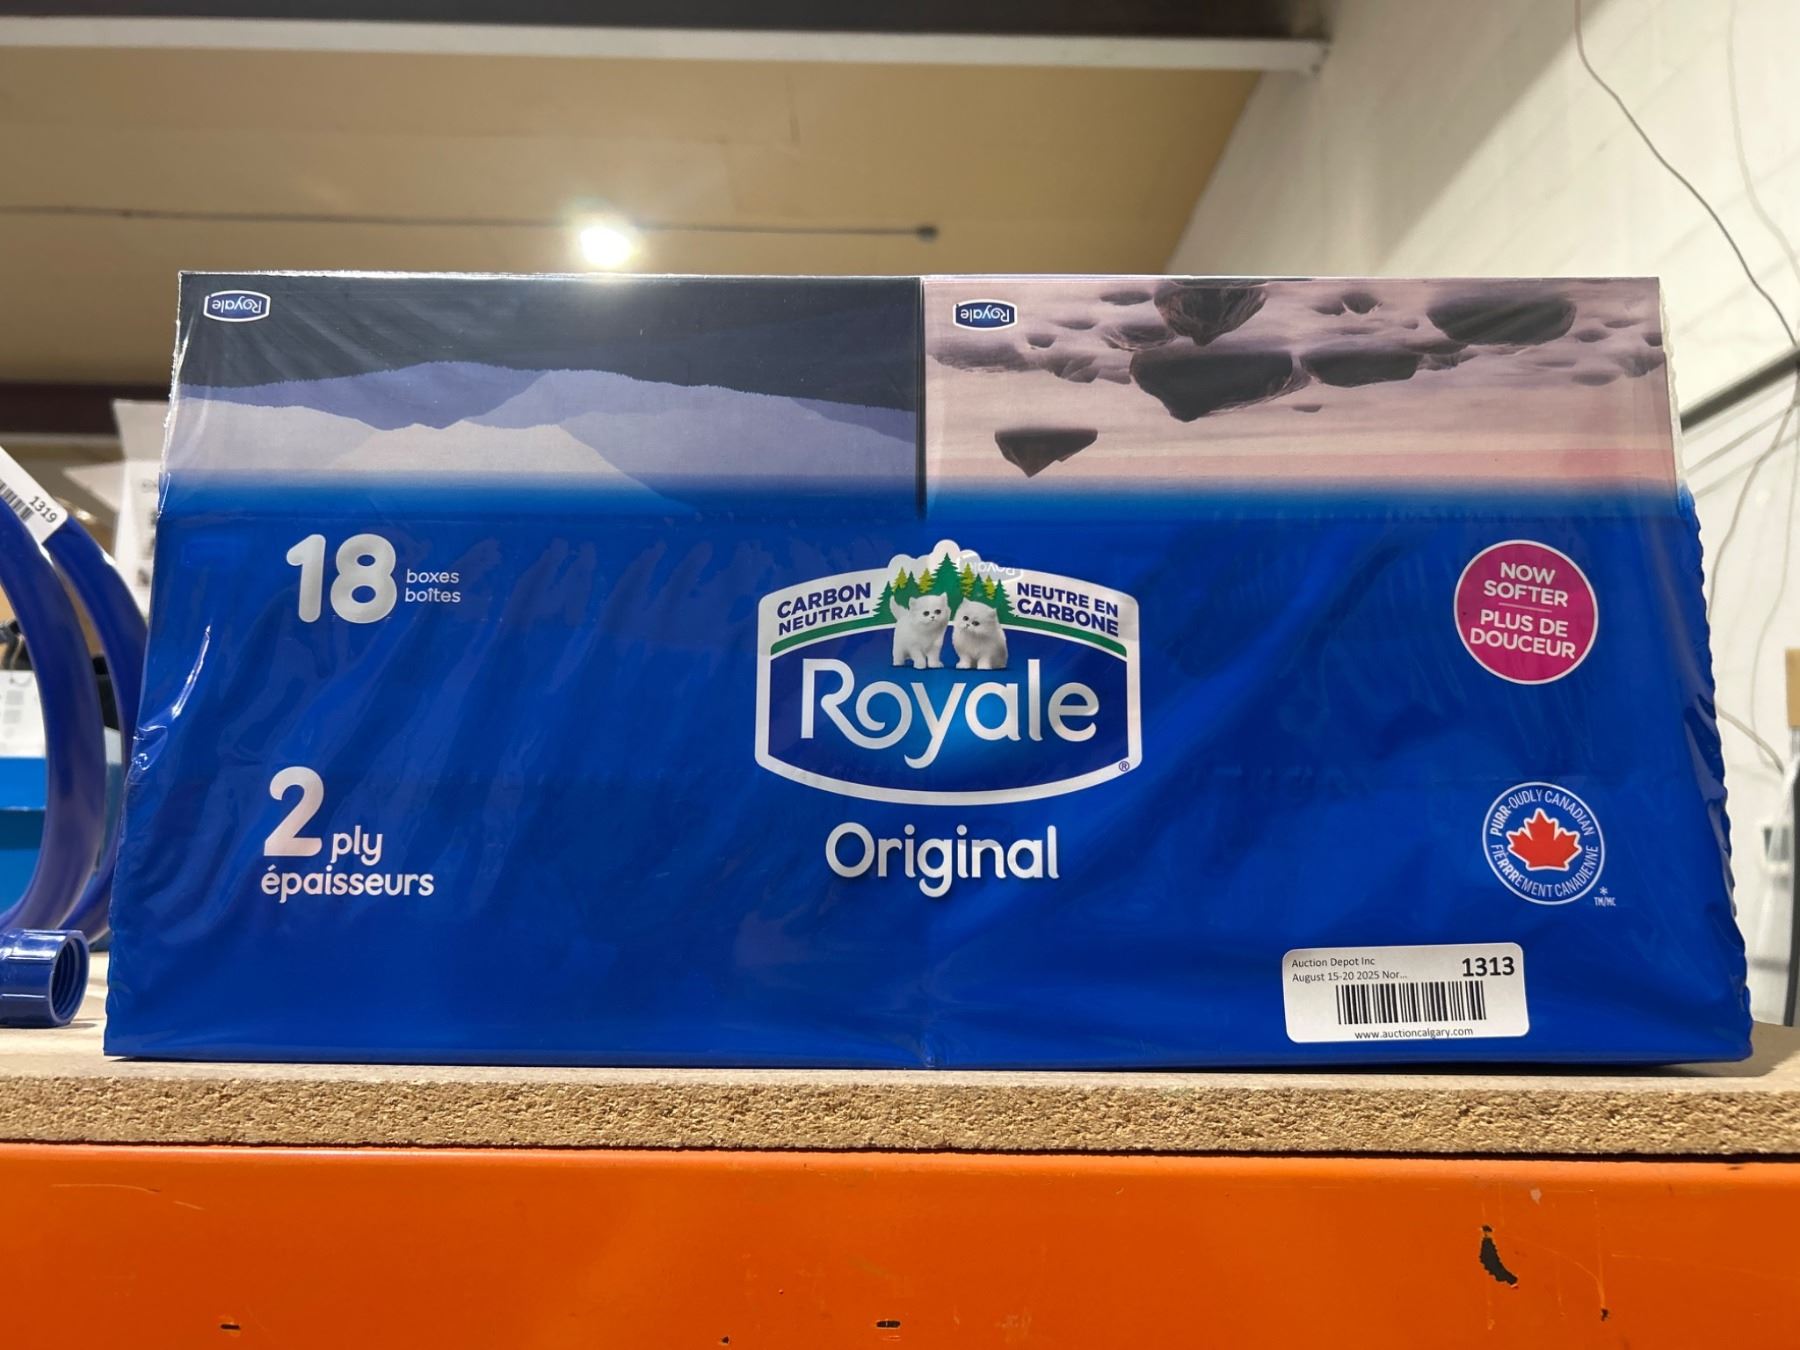 Royale
Royale
1319
18 boxes
boîtes
CARBON
NEUTRAL
NEUTRE EN
CARBONE
Royale
Royale
®
Original
NOW
SOFTER
PLUS DE
DOUCEUR
2 ply
épaisseurs
PURR-OUDLY CANADIAN
FIERRREMENT CANADIENNE
*
TM/MC
Auction Depot Inc
August 15-20 2025 Nor...
1313
www.auctioncalgary.com